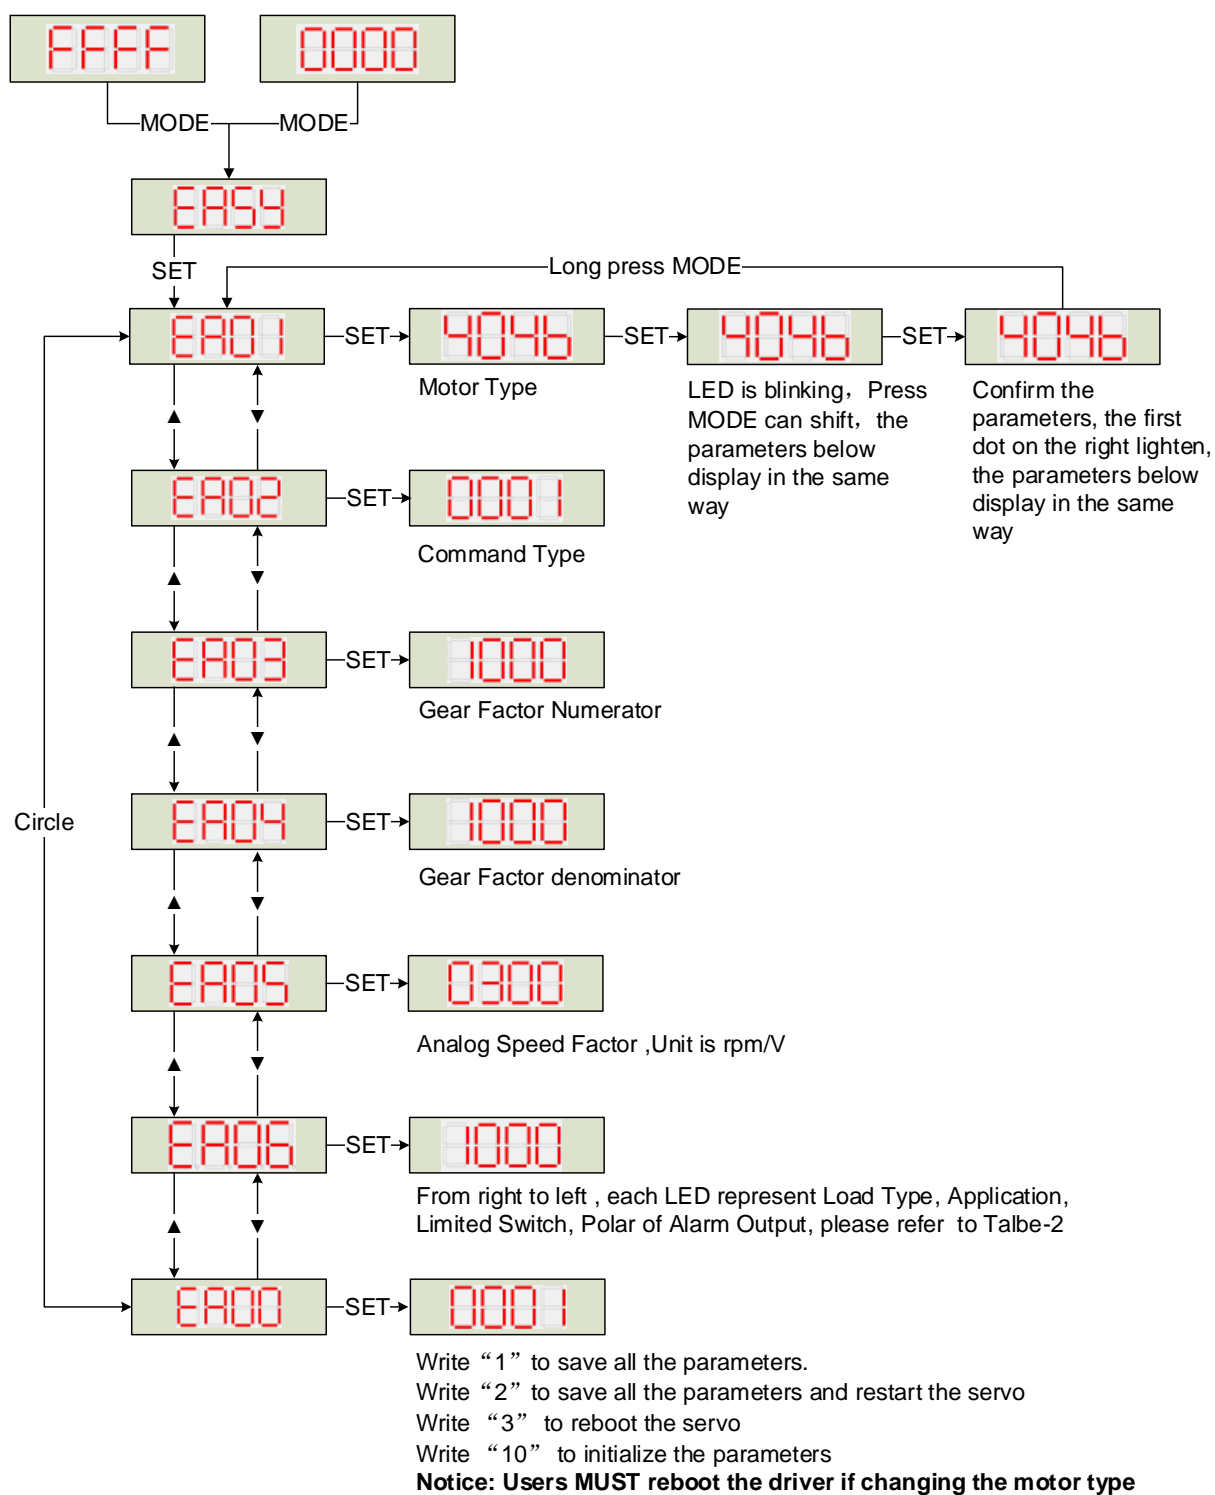 FFFF
0000
MODE
MODE
EASY
SET
Long press MODE
EA01
SET
4046
SET
4046
SET
4046
Motor Type
LED is blinking， Press
MODE can shift， the
parameters below
display in the same
way
Confirm the
parameters, the first
dot on the right lighten,
the parameters below
display in the same
way
▲
▼
EA02
SET
0001
Command Type
▲
▼
EA03
SET
1000
Gear Factor Numerator
▲
▼
Circle
EA04
SET
1000
Gear Factor denominator
▲
▼
EA05
SET
0300
Analog Speed Factor ,Unit is rpm/V
▲
▼
EA06
SET
1000
From right to left , each LED represent Load Type, Application,
Limited Switch, Polar of Alarm Output, please refer to Talbe-2
▲
▼
EA00
SET
0001
Write “1” to save all the parameters.
Write “2” to save all the parameters and restart the servo
Write “3” to reboot the servo
Write “10” to initialize the parameters
Notice: Users MUST reboot the driver if changing the motor type